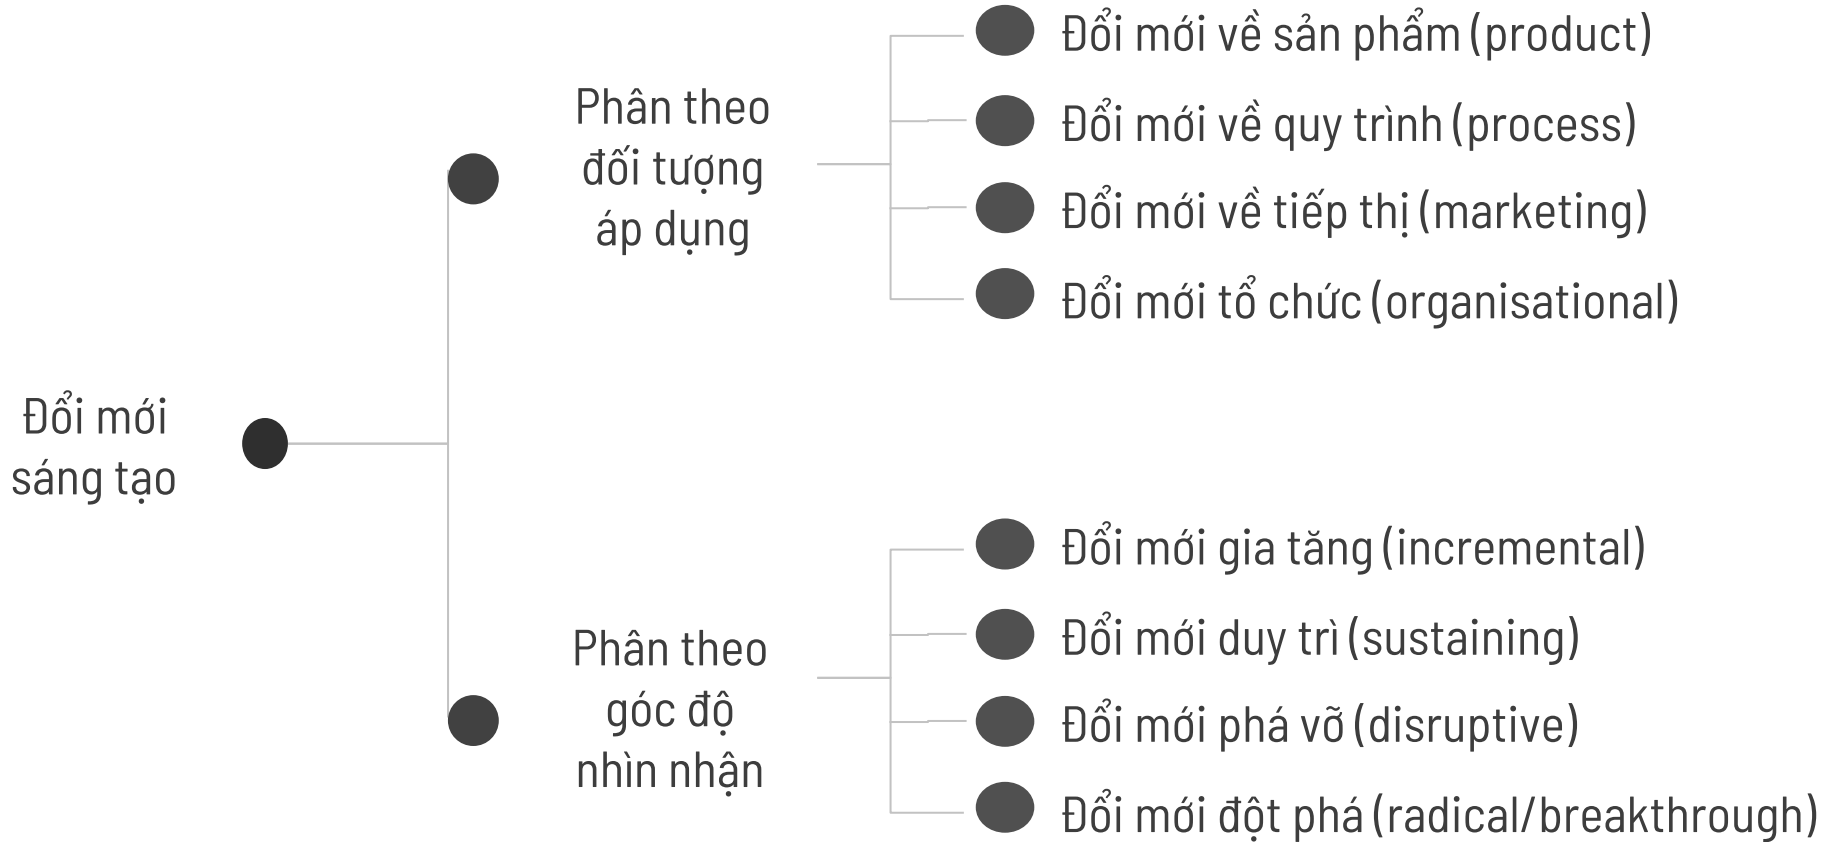 Đổi mới
sáng tạo
Phân theo
đối tượng
áp dụng
Đổi mới về sản phẩm (product)
Đổi mới về quy trình (process)
Đổi mới về tiếp thị (marketing)
Đổi mới tổ chức (organisational)
Phân theo
góc độ
nhìn nhận
Đổi mới gia tăng (incremental)
Đổi mới duy trì (sustaining)
Đổi mới phá vỡ (disruptive)
Đổi mới đột phá (radical/breakthrough)